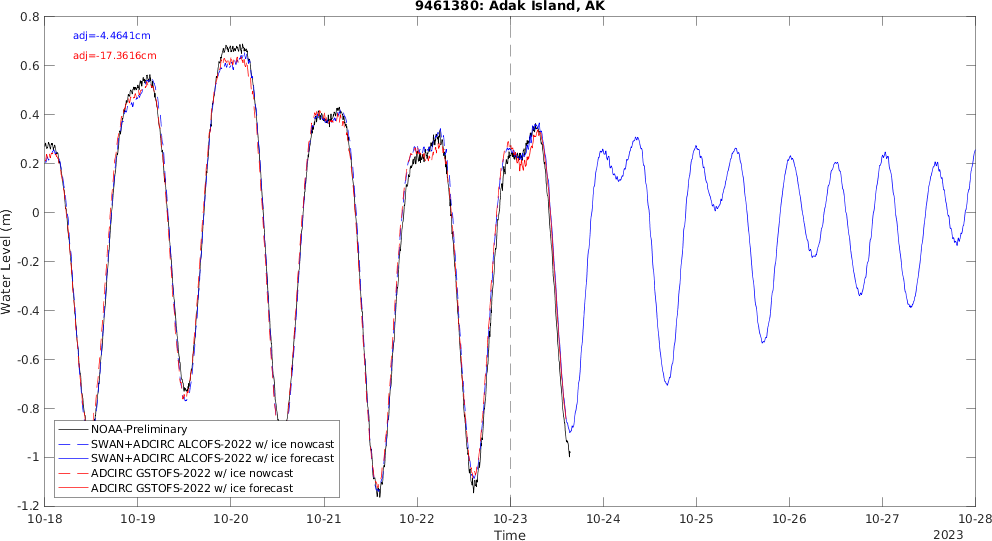 9461380: Adak Island, AK
adj=-4.4641cm
adj=-17.3616cm
Water Level (m)
0.8
0.6
0.4
0.2
0
-0.2
-0.4
-0.6
-0.8
-1
-1.2
NOAA-Preliminary
SWAN+ADCIRC ALCOFS-2022 w/ ice nowcast
SWAN+ADCIRC ALCOFS-2022 w/ ice forecast
ADCIRC GSTOFS-2022 w/ ice nowcast
ADCIRC GSTOFS-2022 w/ ice forecast
10-18 10-19 10-20 10-21 10-22 10-23 10-24 10-25 10-26 10-27 10-28
Time
2023